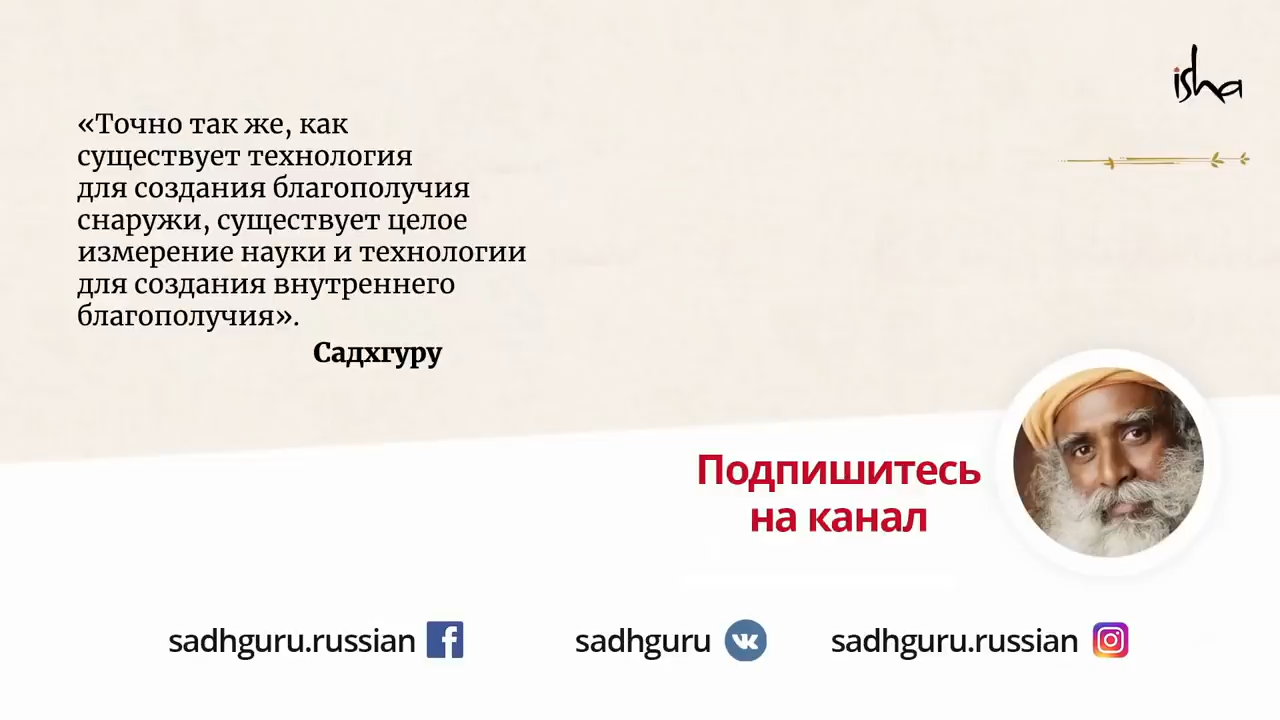 isha
«Точно так же, как
существует технология
для создания благополучия
снаружи, существует целое
измерение науки и технологии
для создания внутреннего
благополучия».
Садхгуру
Подпишитесь
на канал
sadhguru.russian
sadhguru
sadhguru.russian